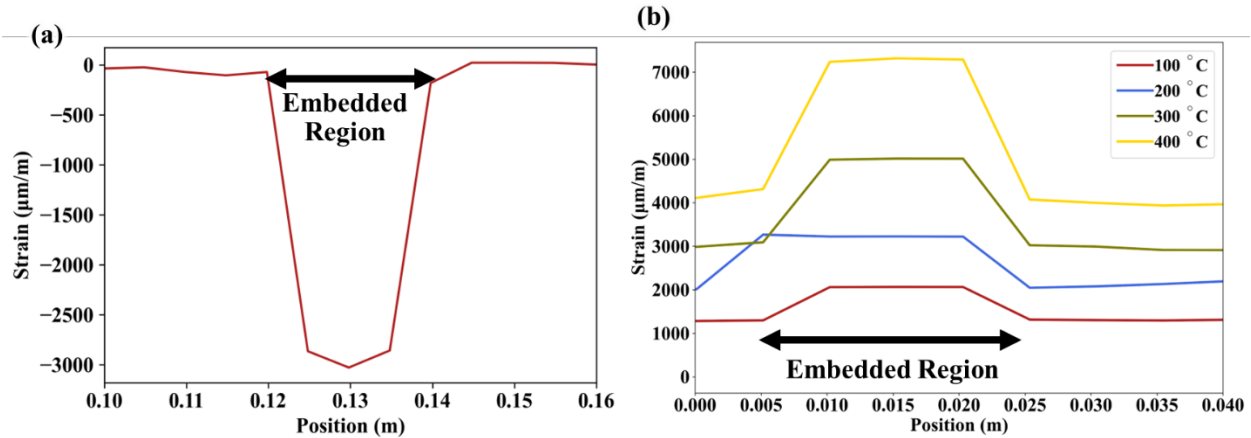 (a)
0
−500
−1000
−1500
−2000
−2500
−3000
Strain (µm/m)
Embedded
Region
0.10 0.11 0.12 0.13 0.14 0.15 0.16
Position (m)
(b)
7000
6000
5000
4000
3000
2000
1000
0
Strain (µm/m)
100 °C
200 °C
300 °C
400 °C
Embedded Region
0.000 0.005 0.010 0.015 0.020 0.025 0.030 0.035 0.040
Position (m)